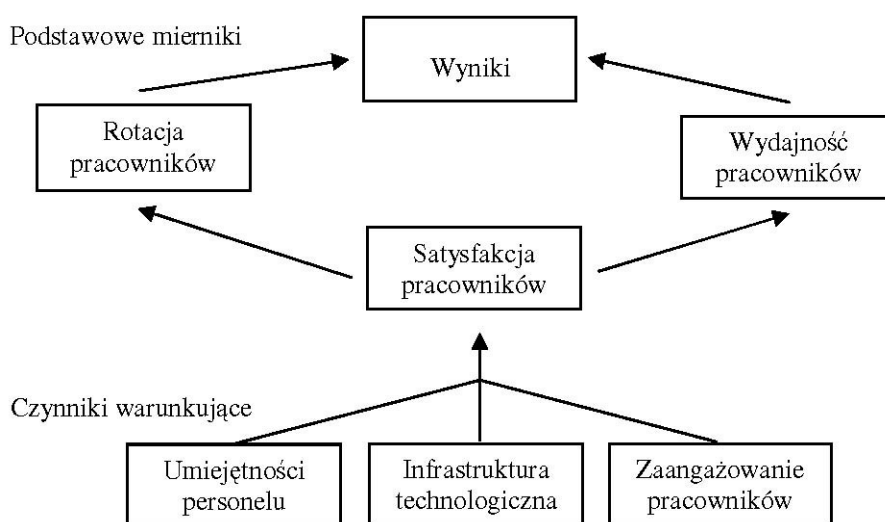 Podstawowe mierniki
Wyniki
Rotacja
pracowników
Wydajność
pracowników
Satysfakcja
pracowników
Czynniki warunkujące
Umiejętności
personelu
Infrastruktura
technologiczna
Zaangażowanie
pracowników